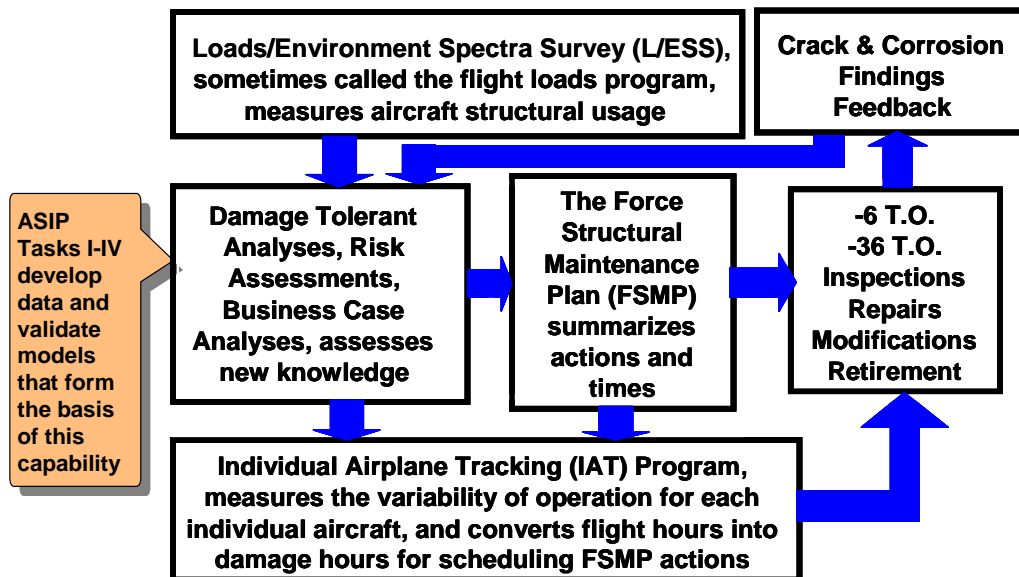 Loads/Environment Spectra Survey (L/ESS),
sometimes called the flight loads program,
measures aircraft structural usage
Crack & Corrosion
Findings
Feedback
ASIP
Tasks I-IV
develop
data and
validate
models
that form
the basis
of this
capability
Damage Tolerant
Analyses, Risk
Assessments,
Business Case
Analyses, assesses
new knowledge
The Force
Structural
Maintenance
Plan (FSMP)
summarizes
actions and
times
-6 T.O.
-36 T.O.
Inspections
Repairs
Modifications
Retirement
Individual Airplane Tracking (IAT) Program,
measures the variability of operation for each
individual aircraft, and converts flight hours into
damage hours for scheduling FSMP actions